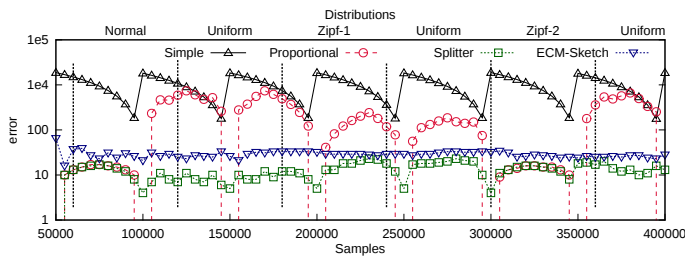 Distributions
Normal Uniform Zipf-1 Uniform Zipf-2 Uniform
1e5
Simple Proportional Splitter ECM-Sketch
1e4
100
10
1
error
50000 100000 150000 200000 250000 300000 350000 400000
Samples